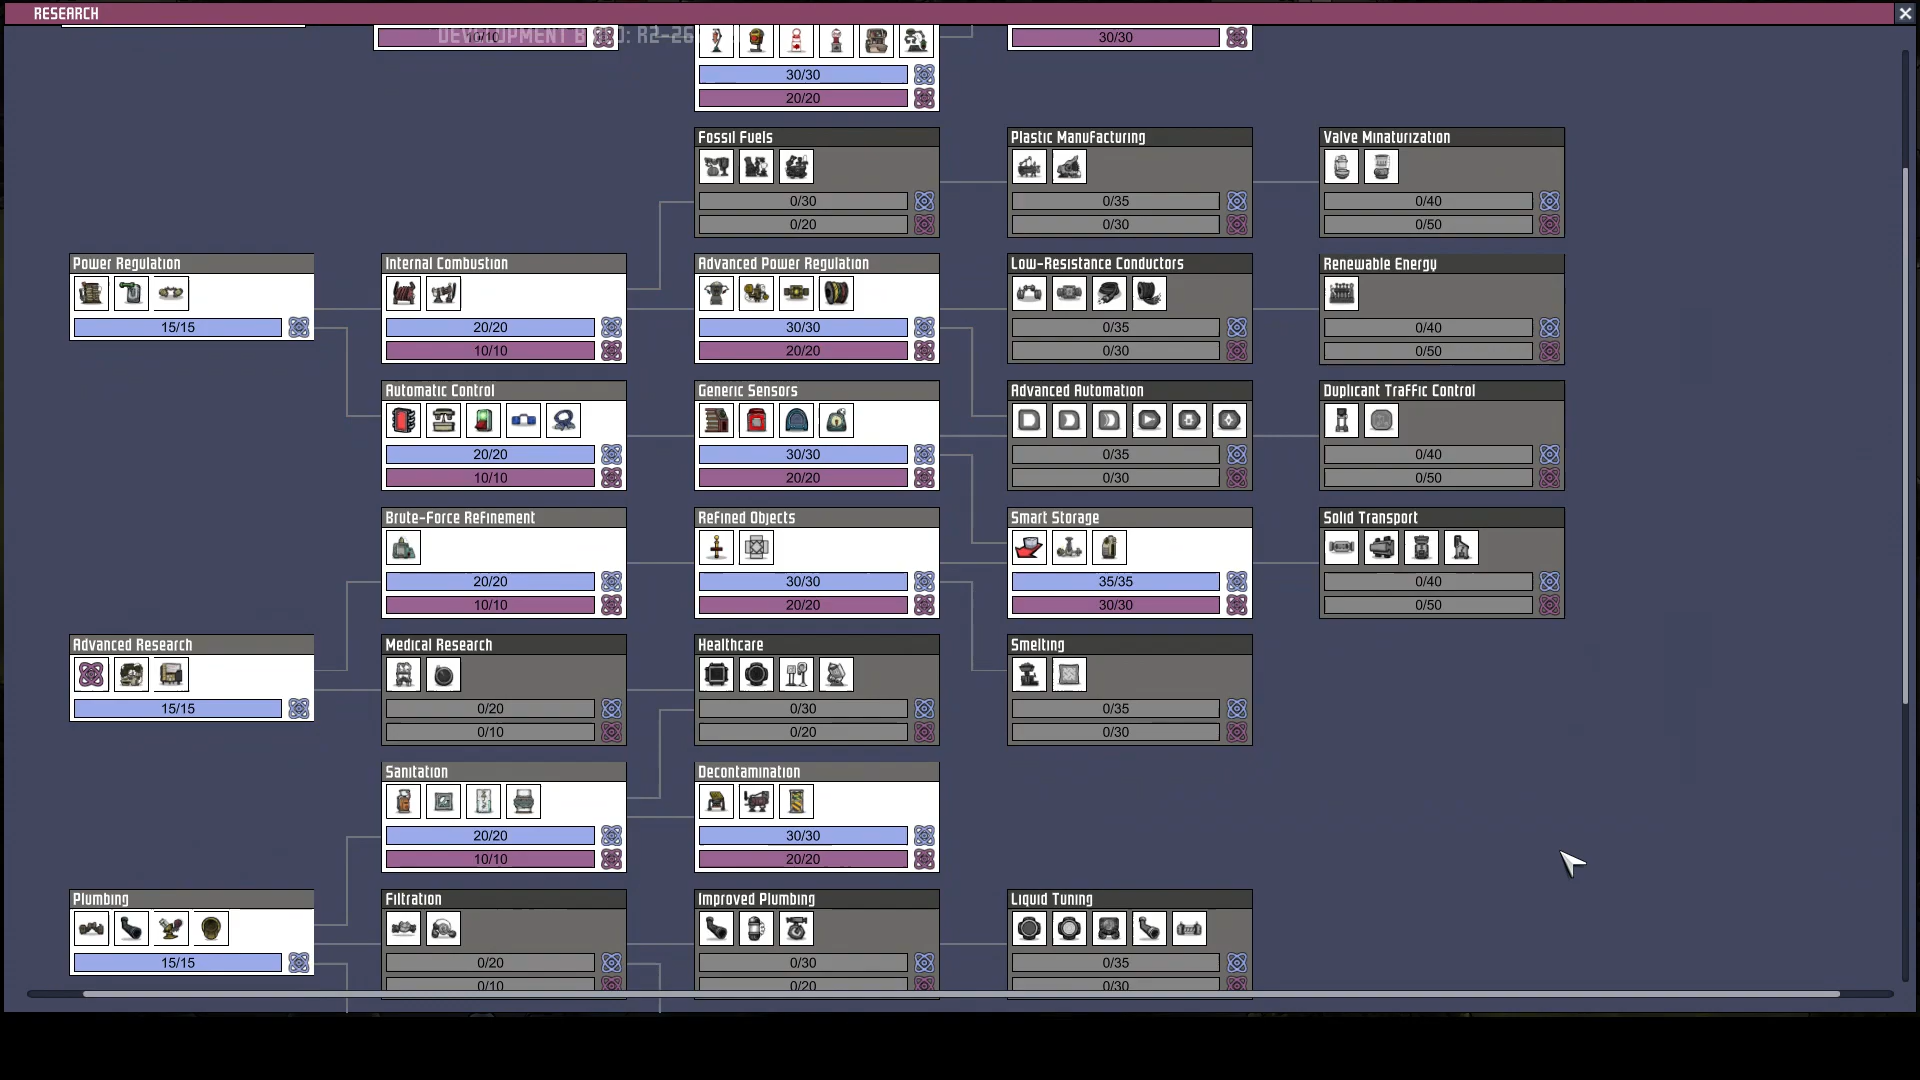 RESEARCH
10/10
30/30
30/30
20/20
Fossil Fuels
0/30
0/20
Plastic Manufacturing
0/35
0/30
Valve Minaturization
0/40
0/50
Power Regulation
15/15
Internal Combustion
20/20
10/10
Advanced Power Regulation
30/30
20/20
Low-Resistance Conductors
0/35
0/30
Renewable Energy
0/40
0/50
Automatic Control
20/20
10/10
Generic Sensors
30/30
20/20
Advanced Automation
0/35
0/30
Duplicant Traffic Control
0/40
0/50
Brute-Force Refinement
20/20
10/10
Refined Objects
30/30
20/20
Smart Storage
35/35
30/30
Solid Transport
0/40
0/50
Advanced Research
15/15
Medical Research
0/20
0/10
Healthcare
0/30
0/20
Smelting
0/35
0/30
Sanitation
20/20
10/10
Decontamination
30/30
20/20
Plumbing
15/15
Filtration
0/20
0/10
Improved Plumbing
0/30
0/20
Liquid Tuning
0/35
0/30